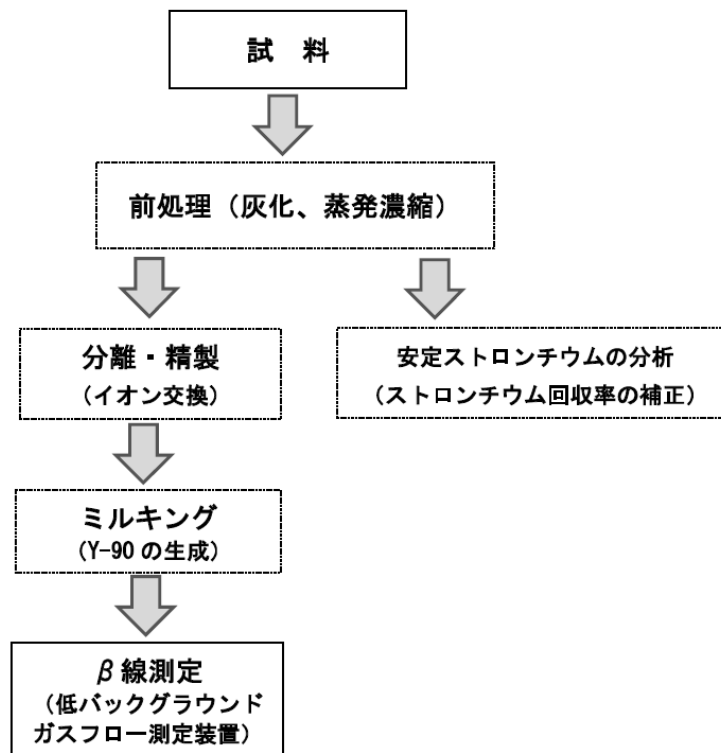 試　料
前処理（灰化、蒸発濃縮）
分離・精製
（イオン交換）
安定ストロンチウムの分析
（ストロンチウム回収率の補正）
ミルキング
（Y-90 の生成）
β線測定
（低バックグラウンド
ガスフロー測定装置）